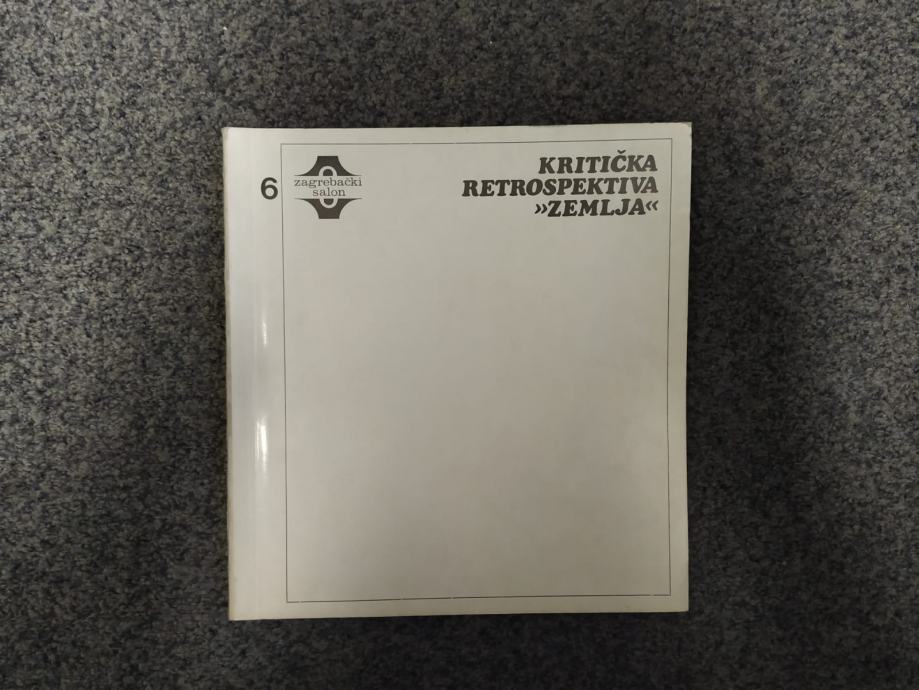 6
zagrebački
salon
KRITIČKA
RETROSPEKTIVA
»ZEMLJA«